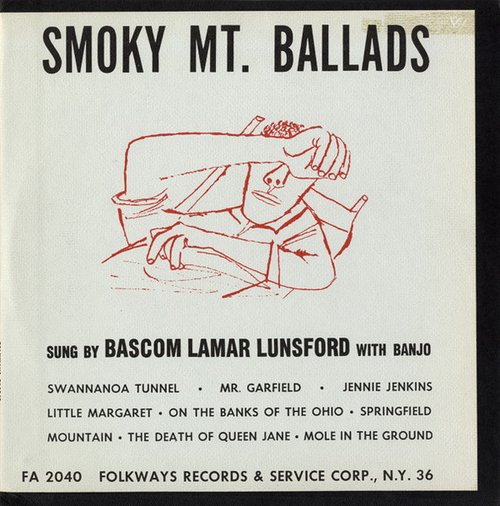 SMOKY MT. BALLADS
SUNG BY BASCOM LAMAR LUNSFORD WITH BANJO
SWANNANOA TUNNEL • MR. GARFIELD • JENNIE JENKINS
LITTLE MARGARET • ON THE BANKS OF THE OHIO • SPRINGFIELD
MOUNTAIN • THE DEATH OF QUEEN JANE • MOLE IN THE GROUND
FA 2040 FOLKWAYS RECORDS & SERVICE CORP., N.Y. 36